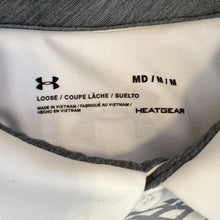 MD / M / M
LOOSE / COUPE LÂCHE / SUELTO
MADE IN VIETNAM / FABRIQUÉ AU VIETNAM /
HECHO EN VIETNAM
HEATGEAR